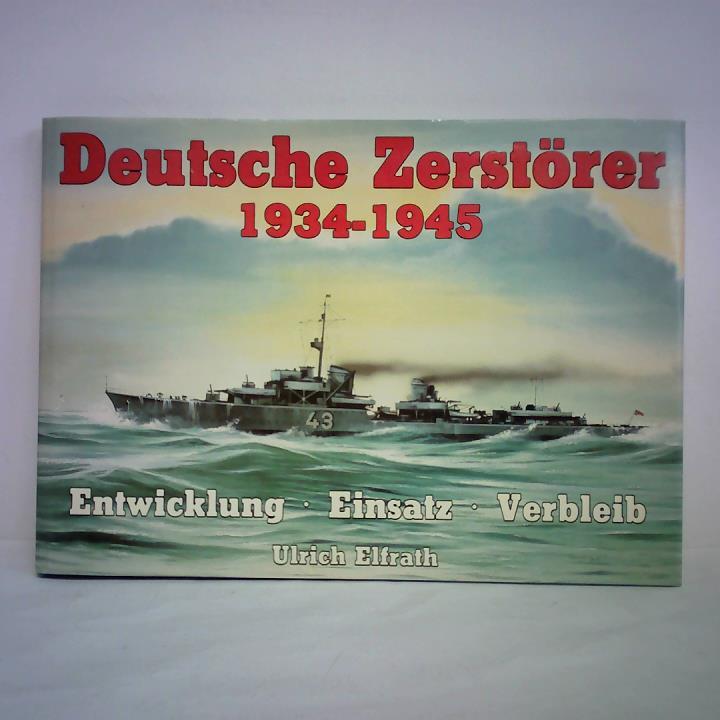 Deutsche Zerstörer
1934-1945
43
Entwicklung · Einsatz · Verbleib
Ulrich Elfrath